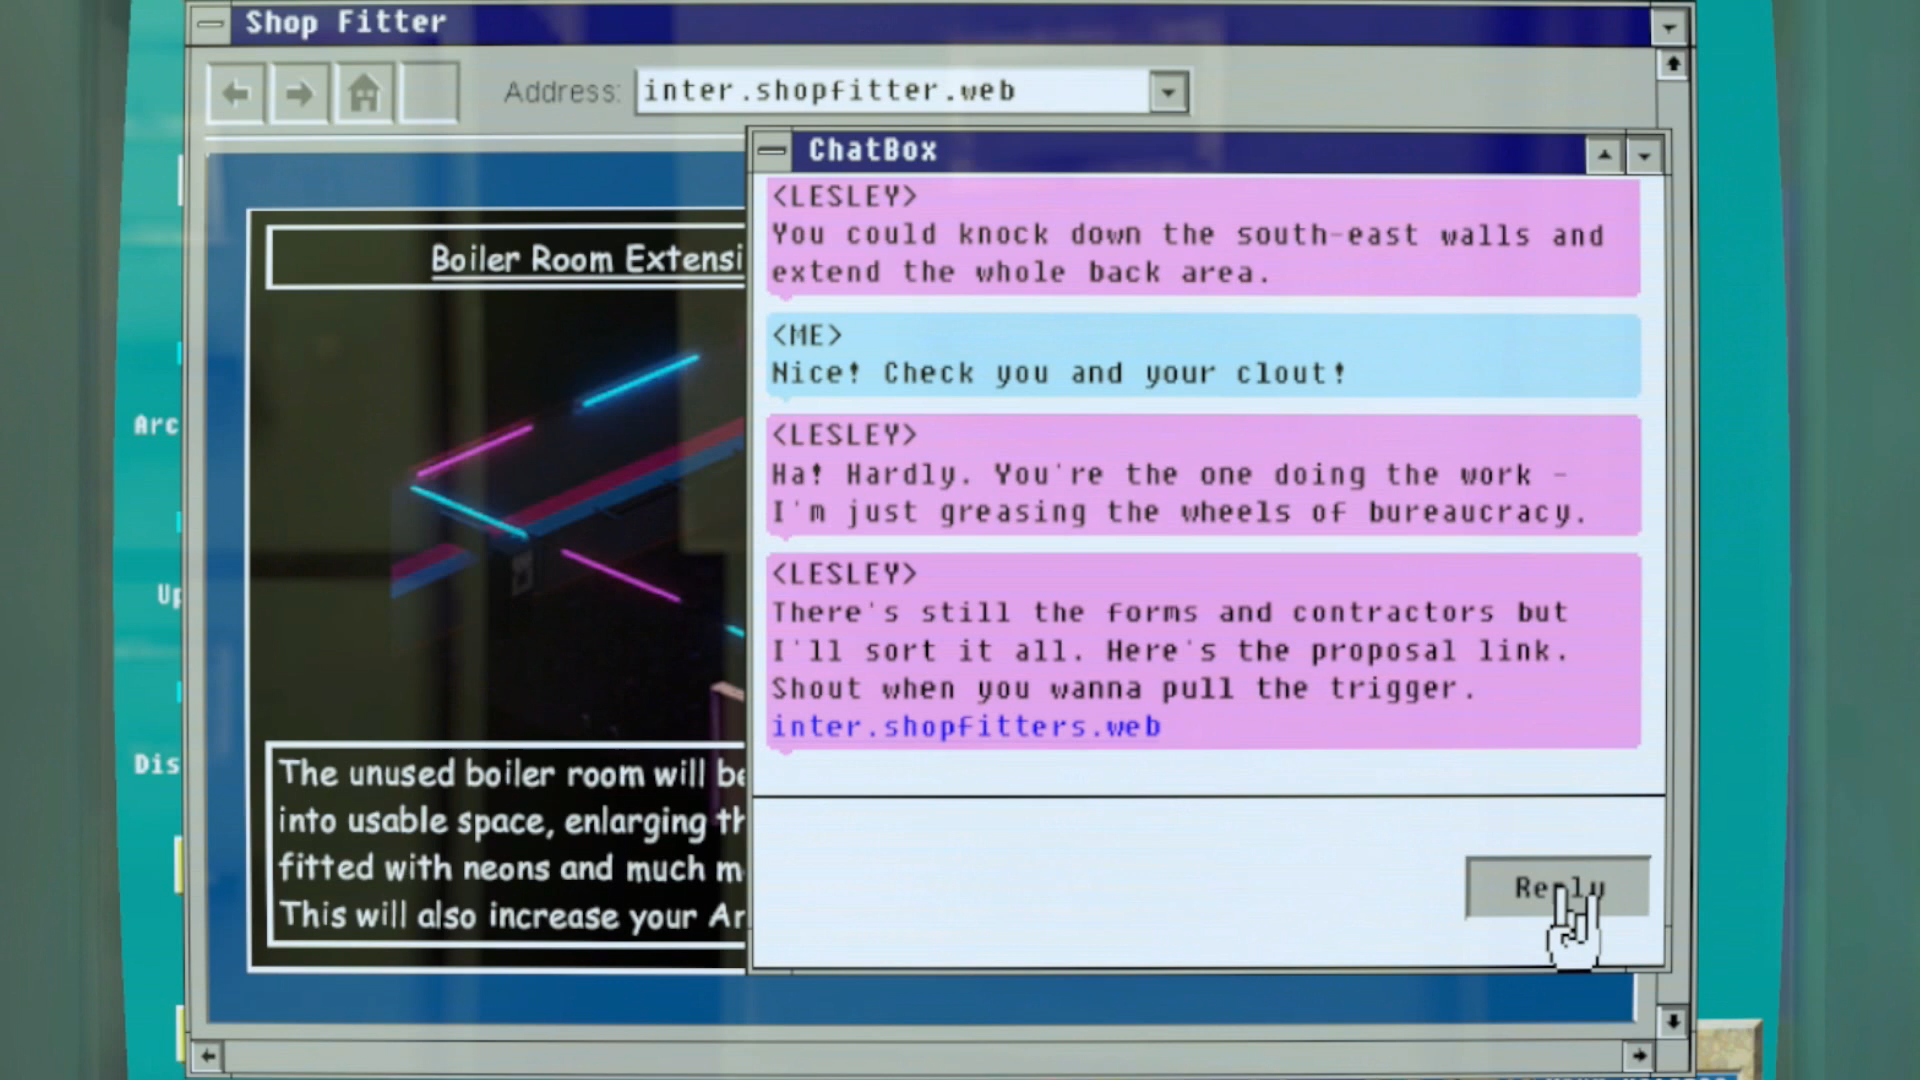 Shop Fitter
Address: inter.shopfitter.web
ChatBox
<LESLEY>
You could knock down the south-east walls and
extend the whole back area.
<ME>
Nice! Check you and your clout!
<LESLEY>
Ha! Hardly. You're the one doing the work -
I'm just greasing the wheels of bureaucracy.
<LESLEY>
There's still the forms and contractors but
I'll sort it all. Here's the proposal link.
Shout when you wanna pull the trigger.
inter.shopfitters.web
Reply
Boiler Room Extensi
The unused boiler room will be
into usable space, enlarging th
fitted with neons and much m
This will also increase your Ar
Arc
Up
Dis